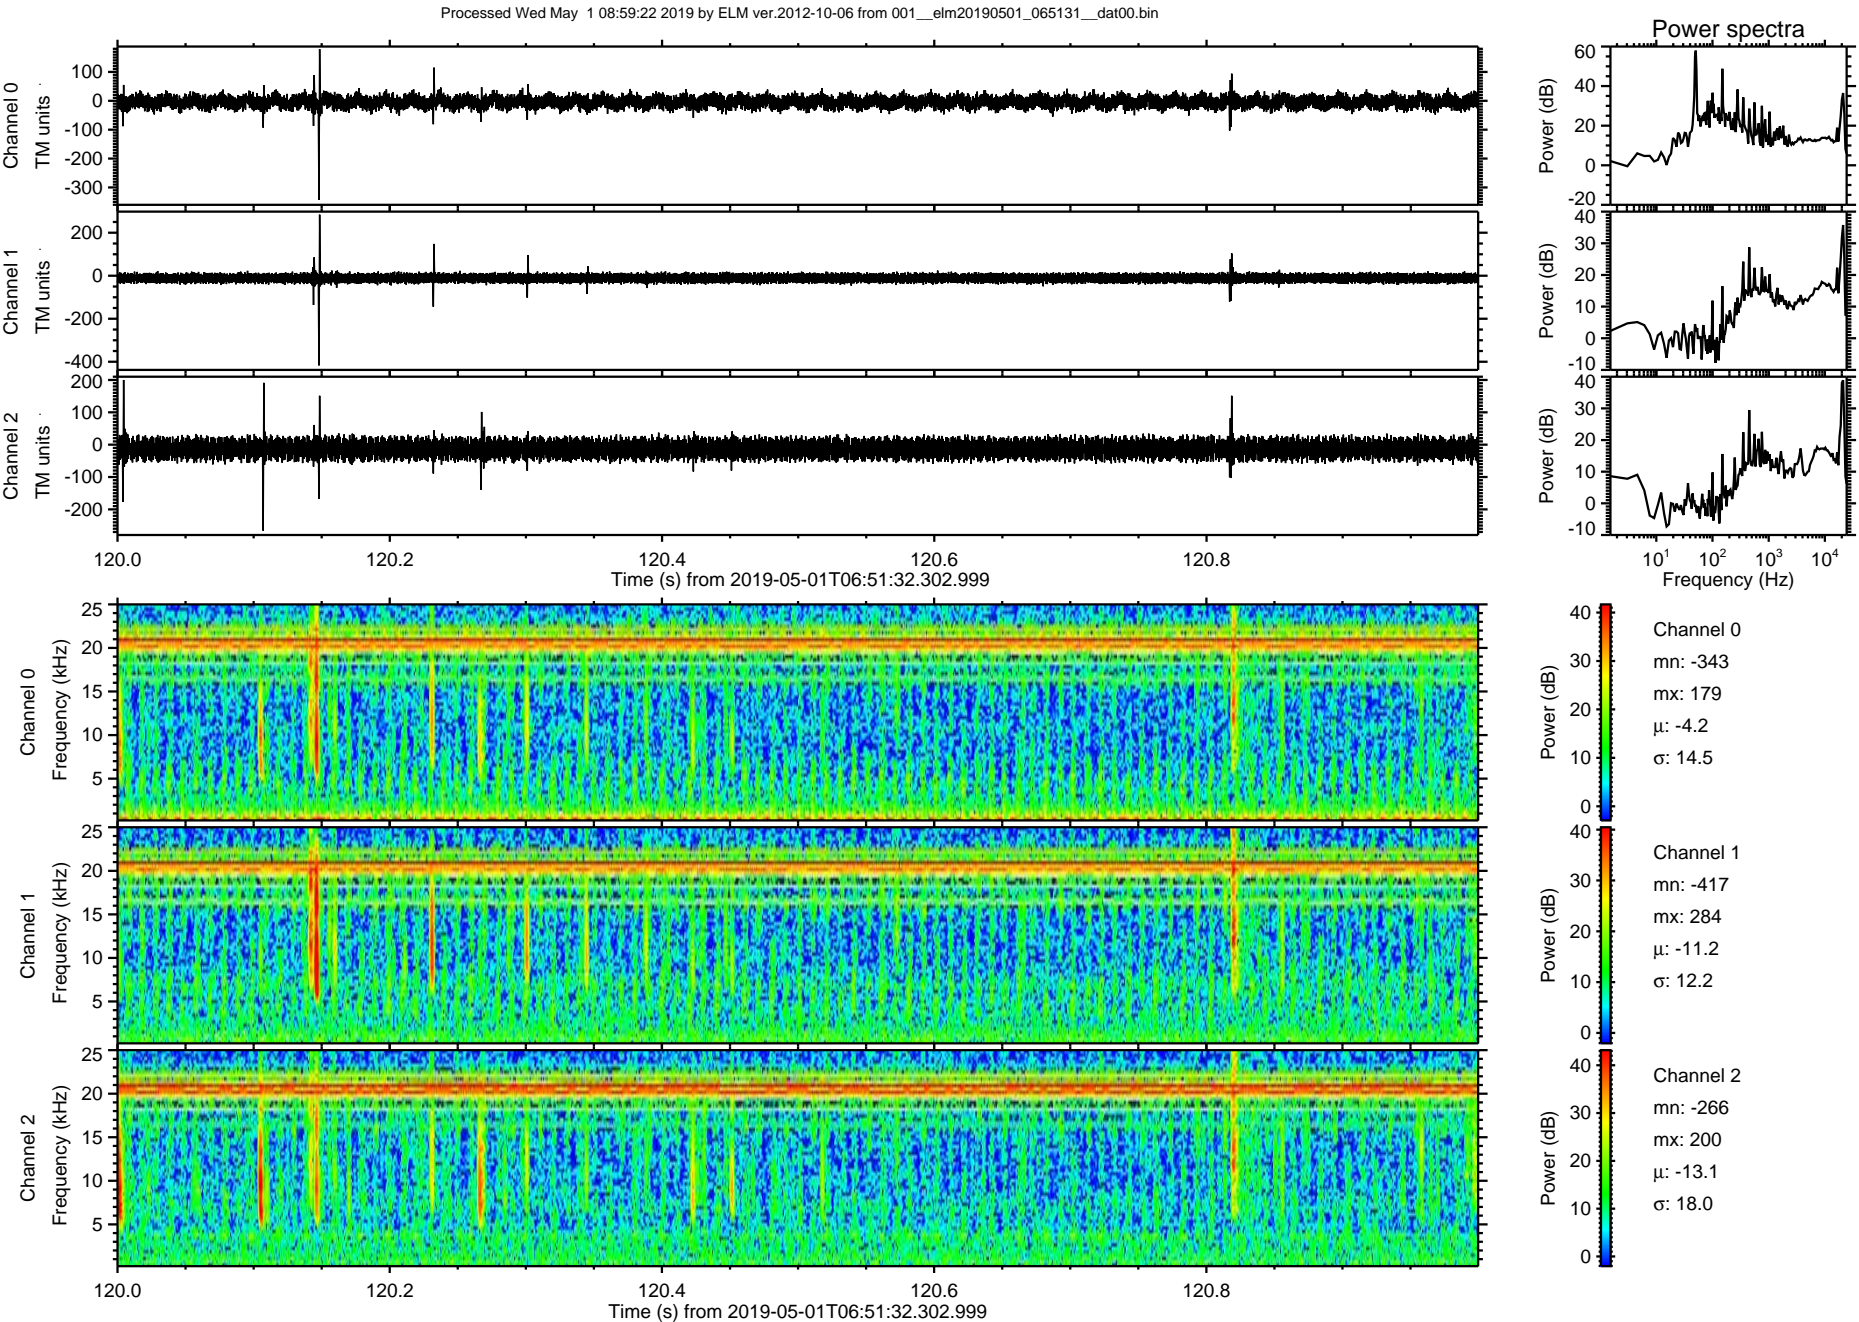 Processed Wed May  1 08:59:22 2019 by ELM ver.2012-10-06 from 001__elm20190501_065131__dat00.bin
Power spectra
Channel 0
TM units
100
0
-100
-200
-300
Power (dB)
60
40
20
0
-20
Channel 1
TM units
200
0
-200
-400
Power (dB)
40
30
20
10
0
-10
Channel 2
TM units
200
100
0
-100
-200
Power (dB)
40
30
20
10
0
-10
120.0 120.2 120.4 120.6 120.8
Time (s) from 2019-05-01T06:51:32.302.999
10¹ 10² 10³ 10⁴
Frequency (Hz)
Channel 0
Frequency (kHz)
25
20
15
10
5
Power (dB)
40
30
20
10
0
Channel 0
mn: -343
mx: 179
μ: -4.2
σ: 14.5
Channel 1
Frequency (kHz)
25
20
15
10
5
Power (dB)
40
30
20
10
0
Channel 1
mn: -417
mx: 284
μ: -11.2
σ: 12.2
Channel 2
Frequency (kHz)
25
20
15
10
5
Power (dB)
40
30
20
10
0
Channel 2
mn: -266
mx: 200
μ: -13.1
σ: 18.0
120.0 120.2 120.4 120.6 120.8
Time (s) from 2019-05-01T06:51:32.302.999